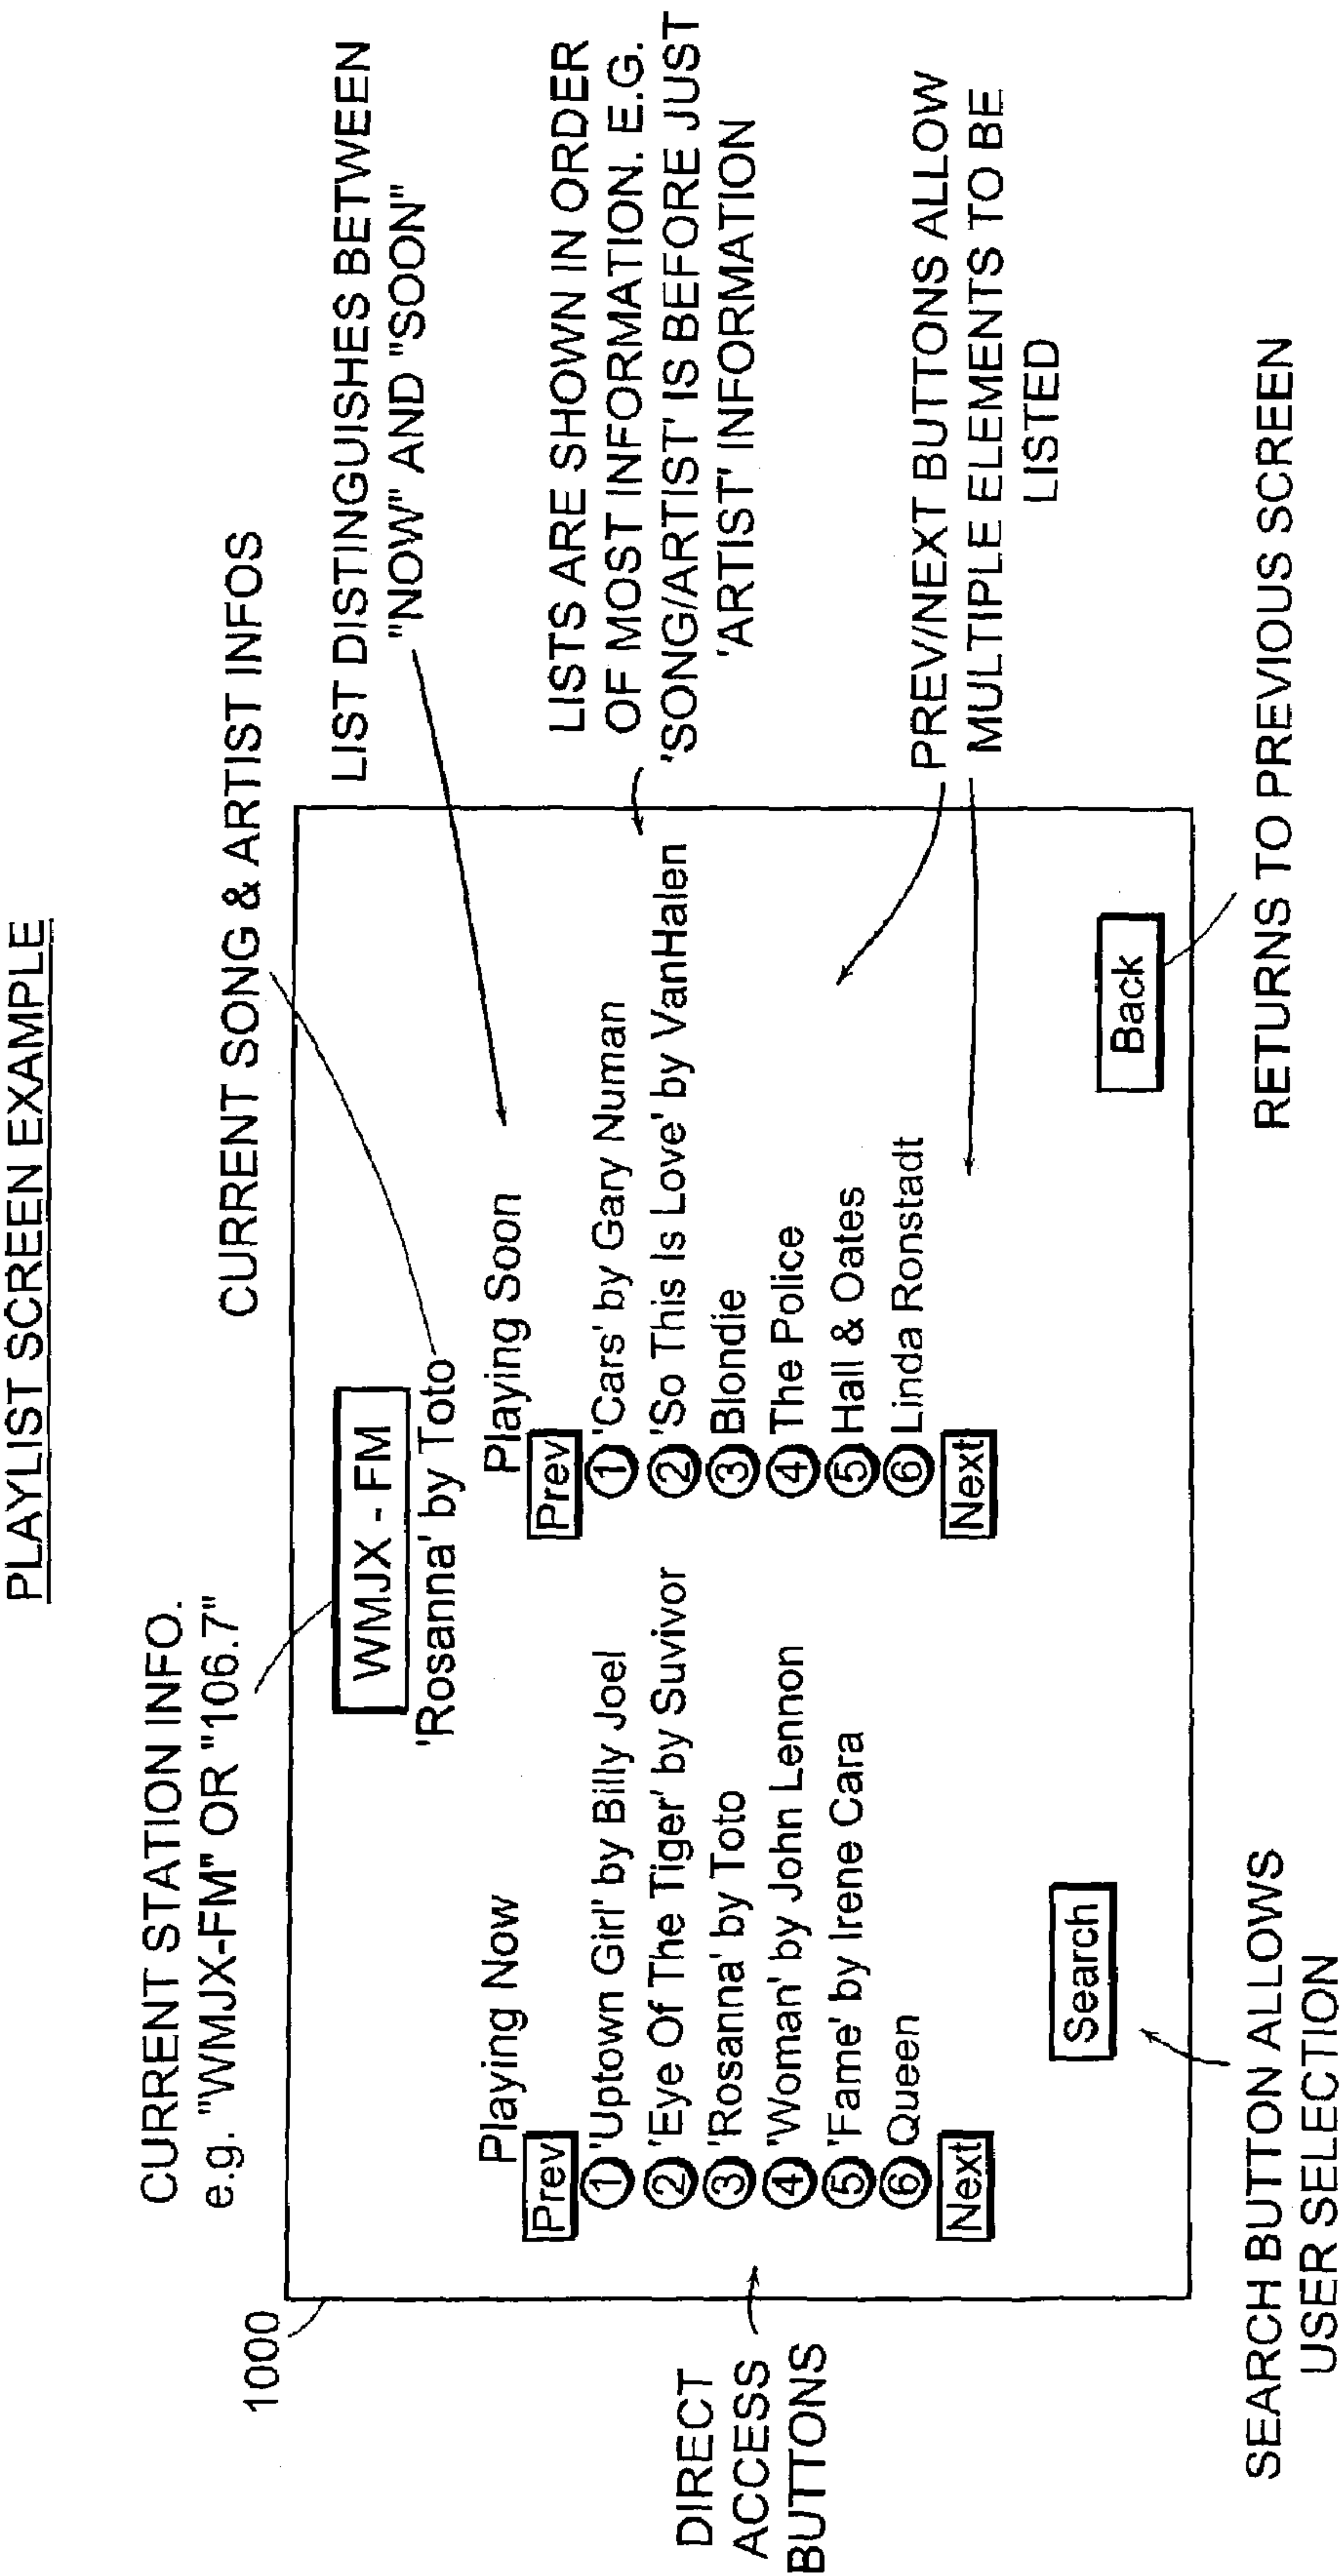 PLAYLIST SCREEN EXAMPLE
CURRENT STATION INFO.
e.g. "WMJX-FM" OR "106.7"
CURRENT SONG & ARTIST INFOS
LIST DISTINGUISHES BETWEEN
"NOW" AND "SOON"
1000
WMJX - FM
'Rosanna' by Toto
Playing Now
Prev
1 'Uptown Girl' by Billy Joel
2 'Eye Of The Tiger' by Suvivor
3 'Rosanna' by Toto
4 'Woman' by John Lennon
5 'Fame' by Irene Cara
6 Queen
Next
Playing Soon
Prev
1 'Cars' by Gary Numan
2 'So This Is Love' by VanHalen
3 Blondie
4 The Police
5 Hall & Oates
6 Linda Ronstadt
Next
LISTS ARE SHOWN IN ORDER
OF MOST INFORMATION. E.G.
'SONG/ARTIST' IS BEFORE JUST
'ARTIST' INFORMATION
DIRECT
ACCESS
BUTTONS
PREV/NEXT BUTTONS ALLOW
MULTIPLE ELEMENTS TO BE
LISTED
Search
Back
SEARCH BUTTON ALLOWS
USER SELECTION
RETURNS TO PREVIOUS SCREEN